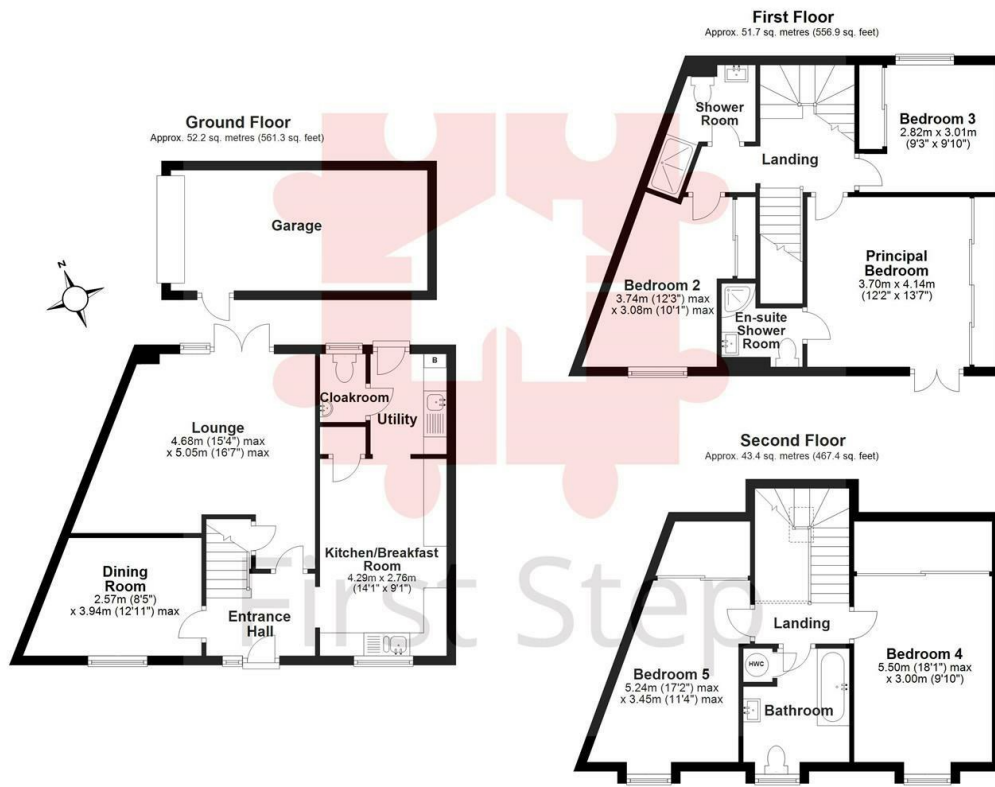 First Floor
Approx. 51.7 sq. metres (556.9 sq. feet)
Shower
Room
Landing
Bedroom 3
2.82m x 3.01m
(9'3" x 9'10")
Bedroom 2
3.74m (12'3") max
x 3.08m (10'1") max
En-suite
Shower
Room
Principal
Bedroom
3.70m x 4.14m
(12'2" x 13'7")
Ground Floor
Approx. 52.2 sq. metres (561.3 sq. feet)
Garage
N
Cloakroom
B
Utility
Lounge
4.68m (15'4") max
x 5.05m (16'7") max
Kitchen/Breakfast
Room
4.29m x 2.76m
(14'1" x 9'1")
Dining
Room
2.57m (8'5")
x 3.94m (12'11") max
Entrance
Hall
Second Floor
Approx. 43.4 sq. metres (467.4 sq. feet)
Landing
Bedroom 5
5.24m (17'2") max
x 3.45m (11'4") max
HWC
Bathroom
Bedroom 4
5.50m (18'1") max
x 3.00m (9'10")
First Step